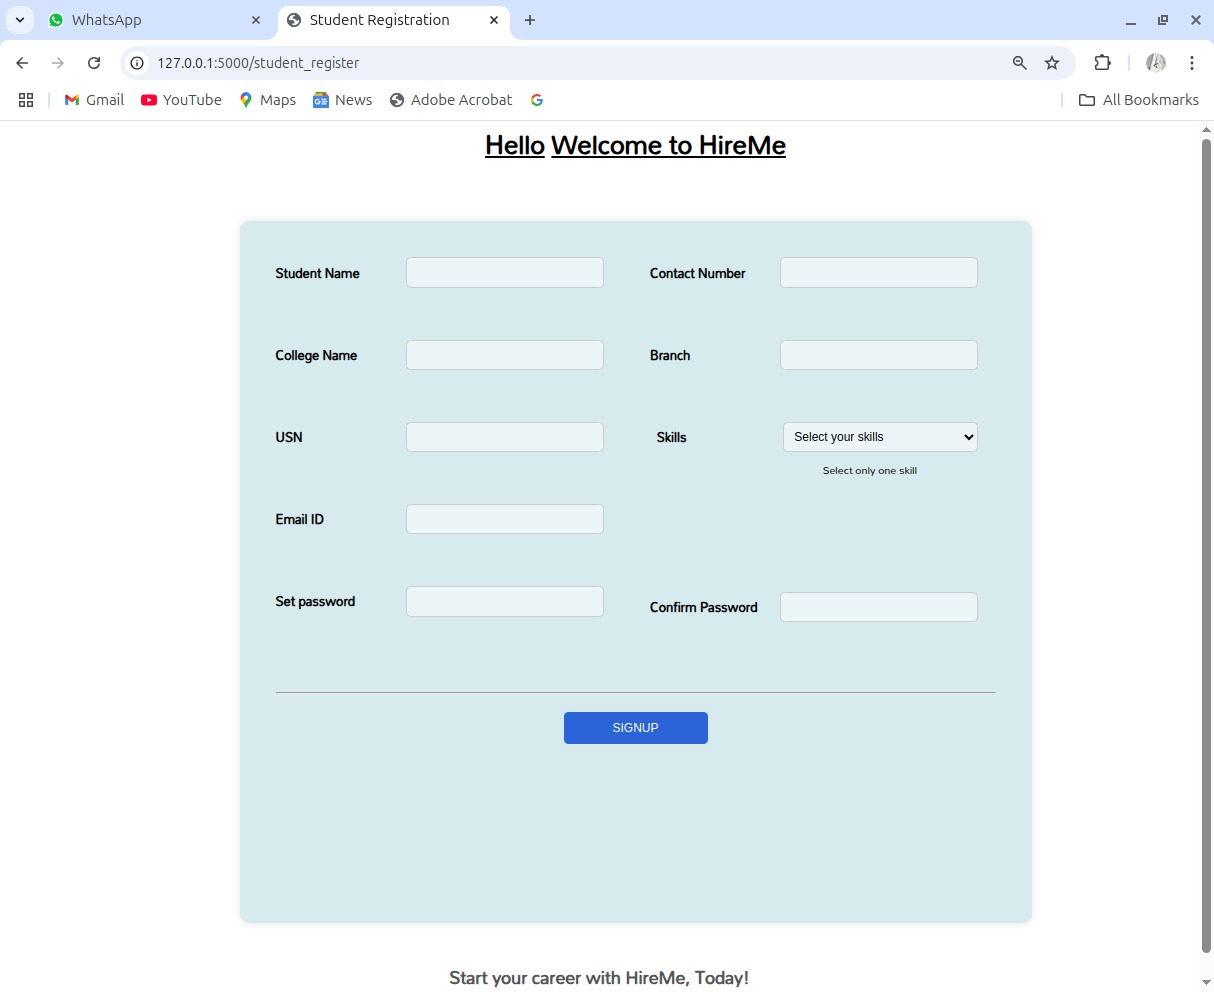 WhatsApp
Student Registration
127.0.0.1:5000/student_register
Gmail
YouTube
Maps
News
Adobe Acrobat
All Bookmarks
Hello Welcome to HireMe
Student Name
Contact Number
College Name
Branch
USN
Skills
Select your skills
Select only one skill
Email ID
Set password
Confirm Password
SIGNUP
Start your career with HireMe, Today!